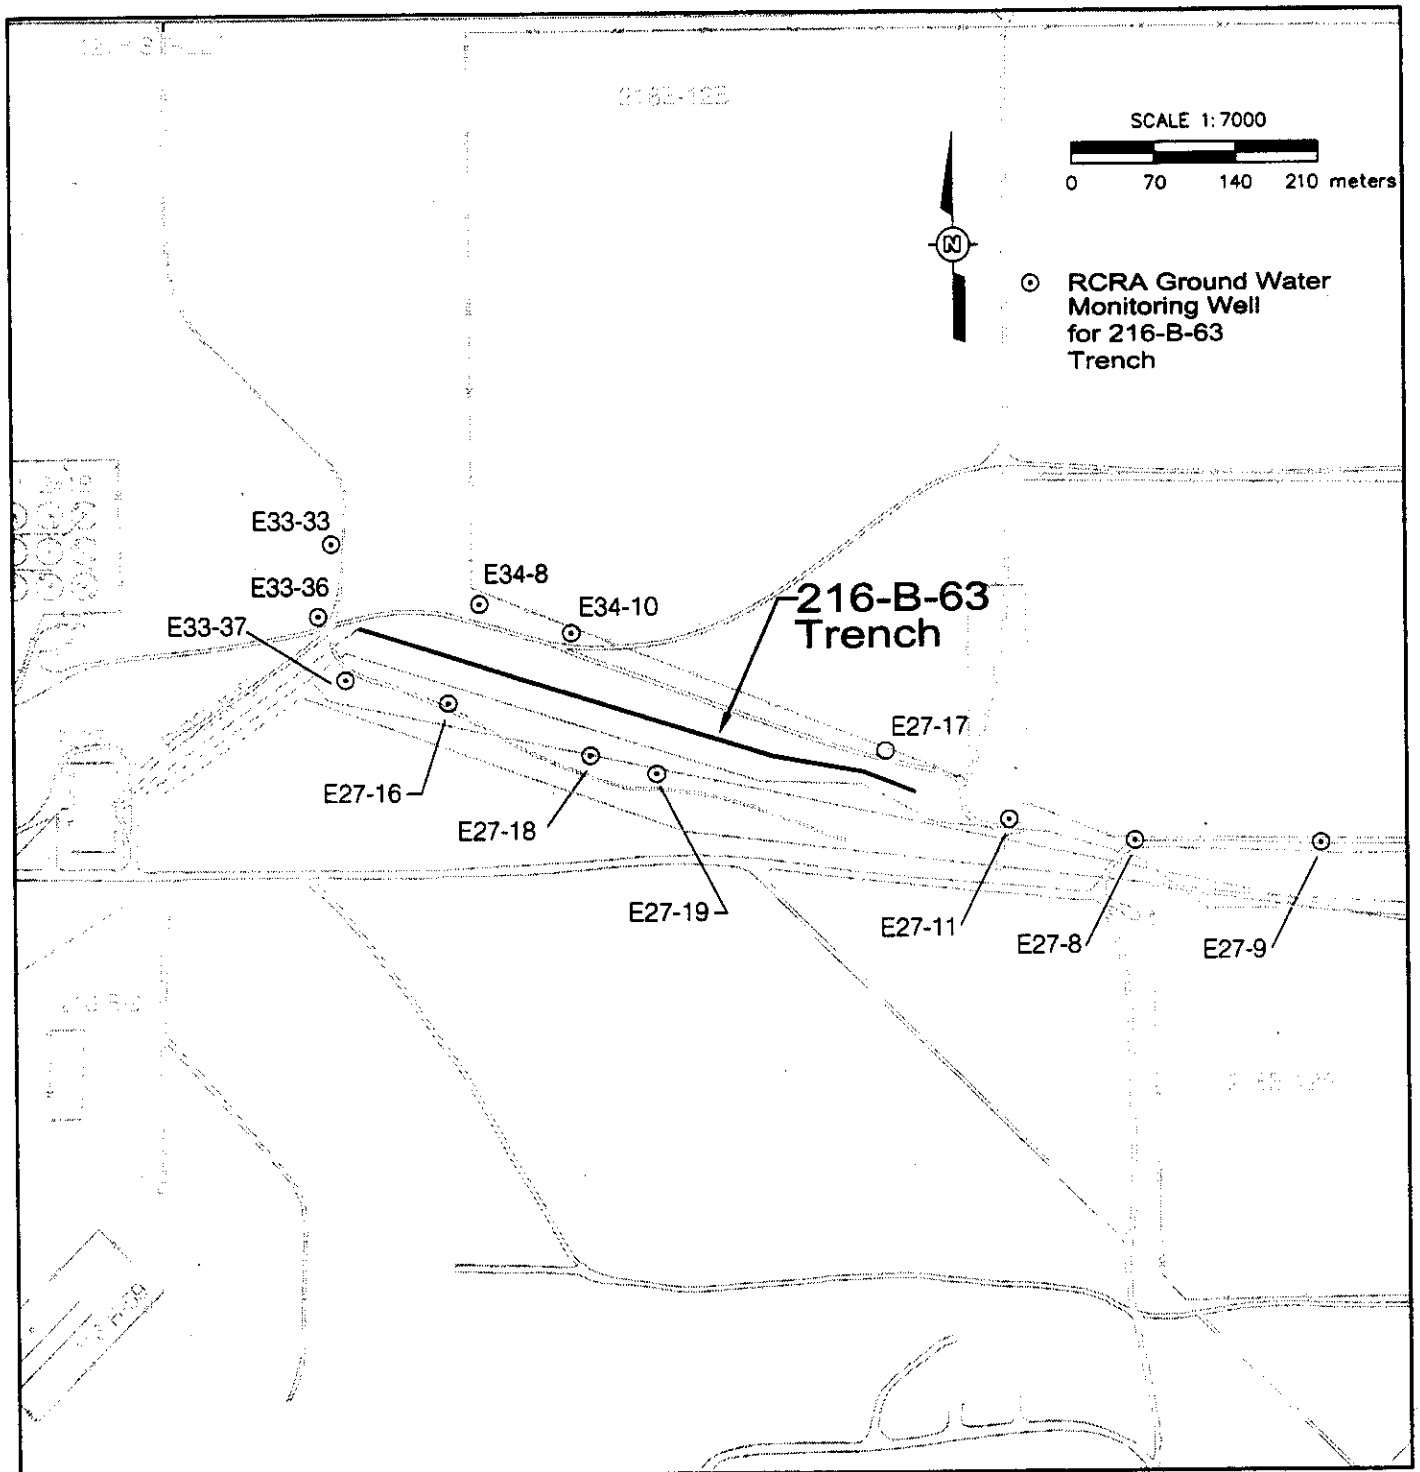 218E-12B
SCALE 1:7000
0 70 140 210 meters
N
RCRA Ground Water
Monitoring Well
for 216-B-63
Trench
E33-33
E33-36
E33-37
E34-8
E34-10
216-B-63
Trench
E27-17
E27-16
E27-18
E27-19
E27-11
E27-8
E27-9